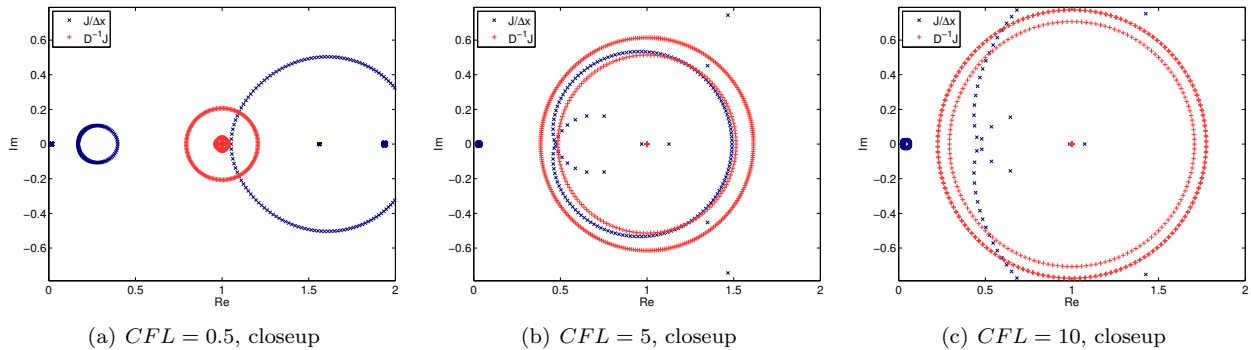 J/Δx
D⁻¹J
0.6
0.4
0.2
0
−0.2
−0.4
−0.6
Im
0 0.5 1 1.5 2
Re
(a) CFL = 0.5, closeup
J/Δx
D⁻¹J
0.6
0.4
0.2
0
−0.2
−0.4
−0.6
Im
0 0.5 1 1.5 2
Re
(b) CFL = 5, closeup
J/Δx
D⁻¹J
0.6
0.4
0.2
0
−0.2
−0.4
−0.6
Im
0 0.5 1 1.5 2
Re
(c) CFL = 10, closeup